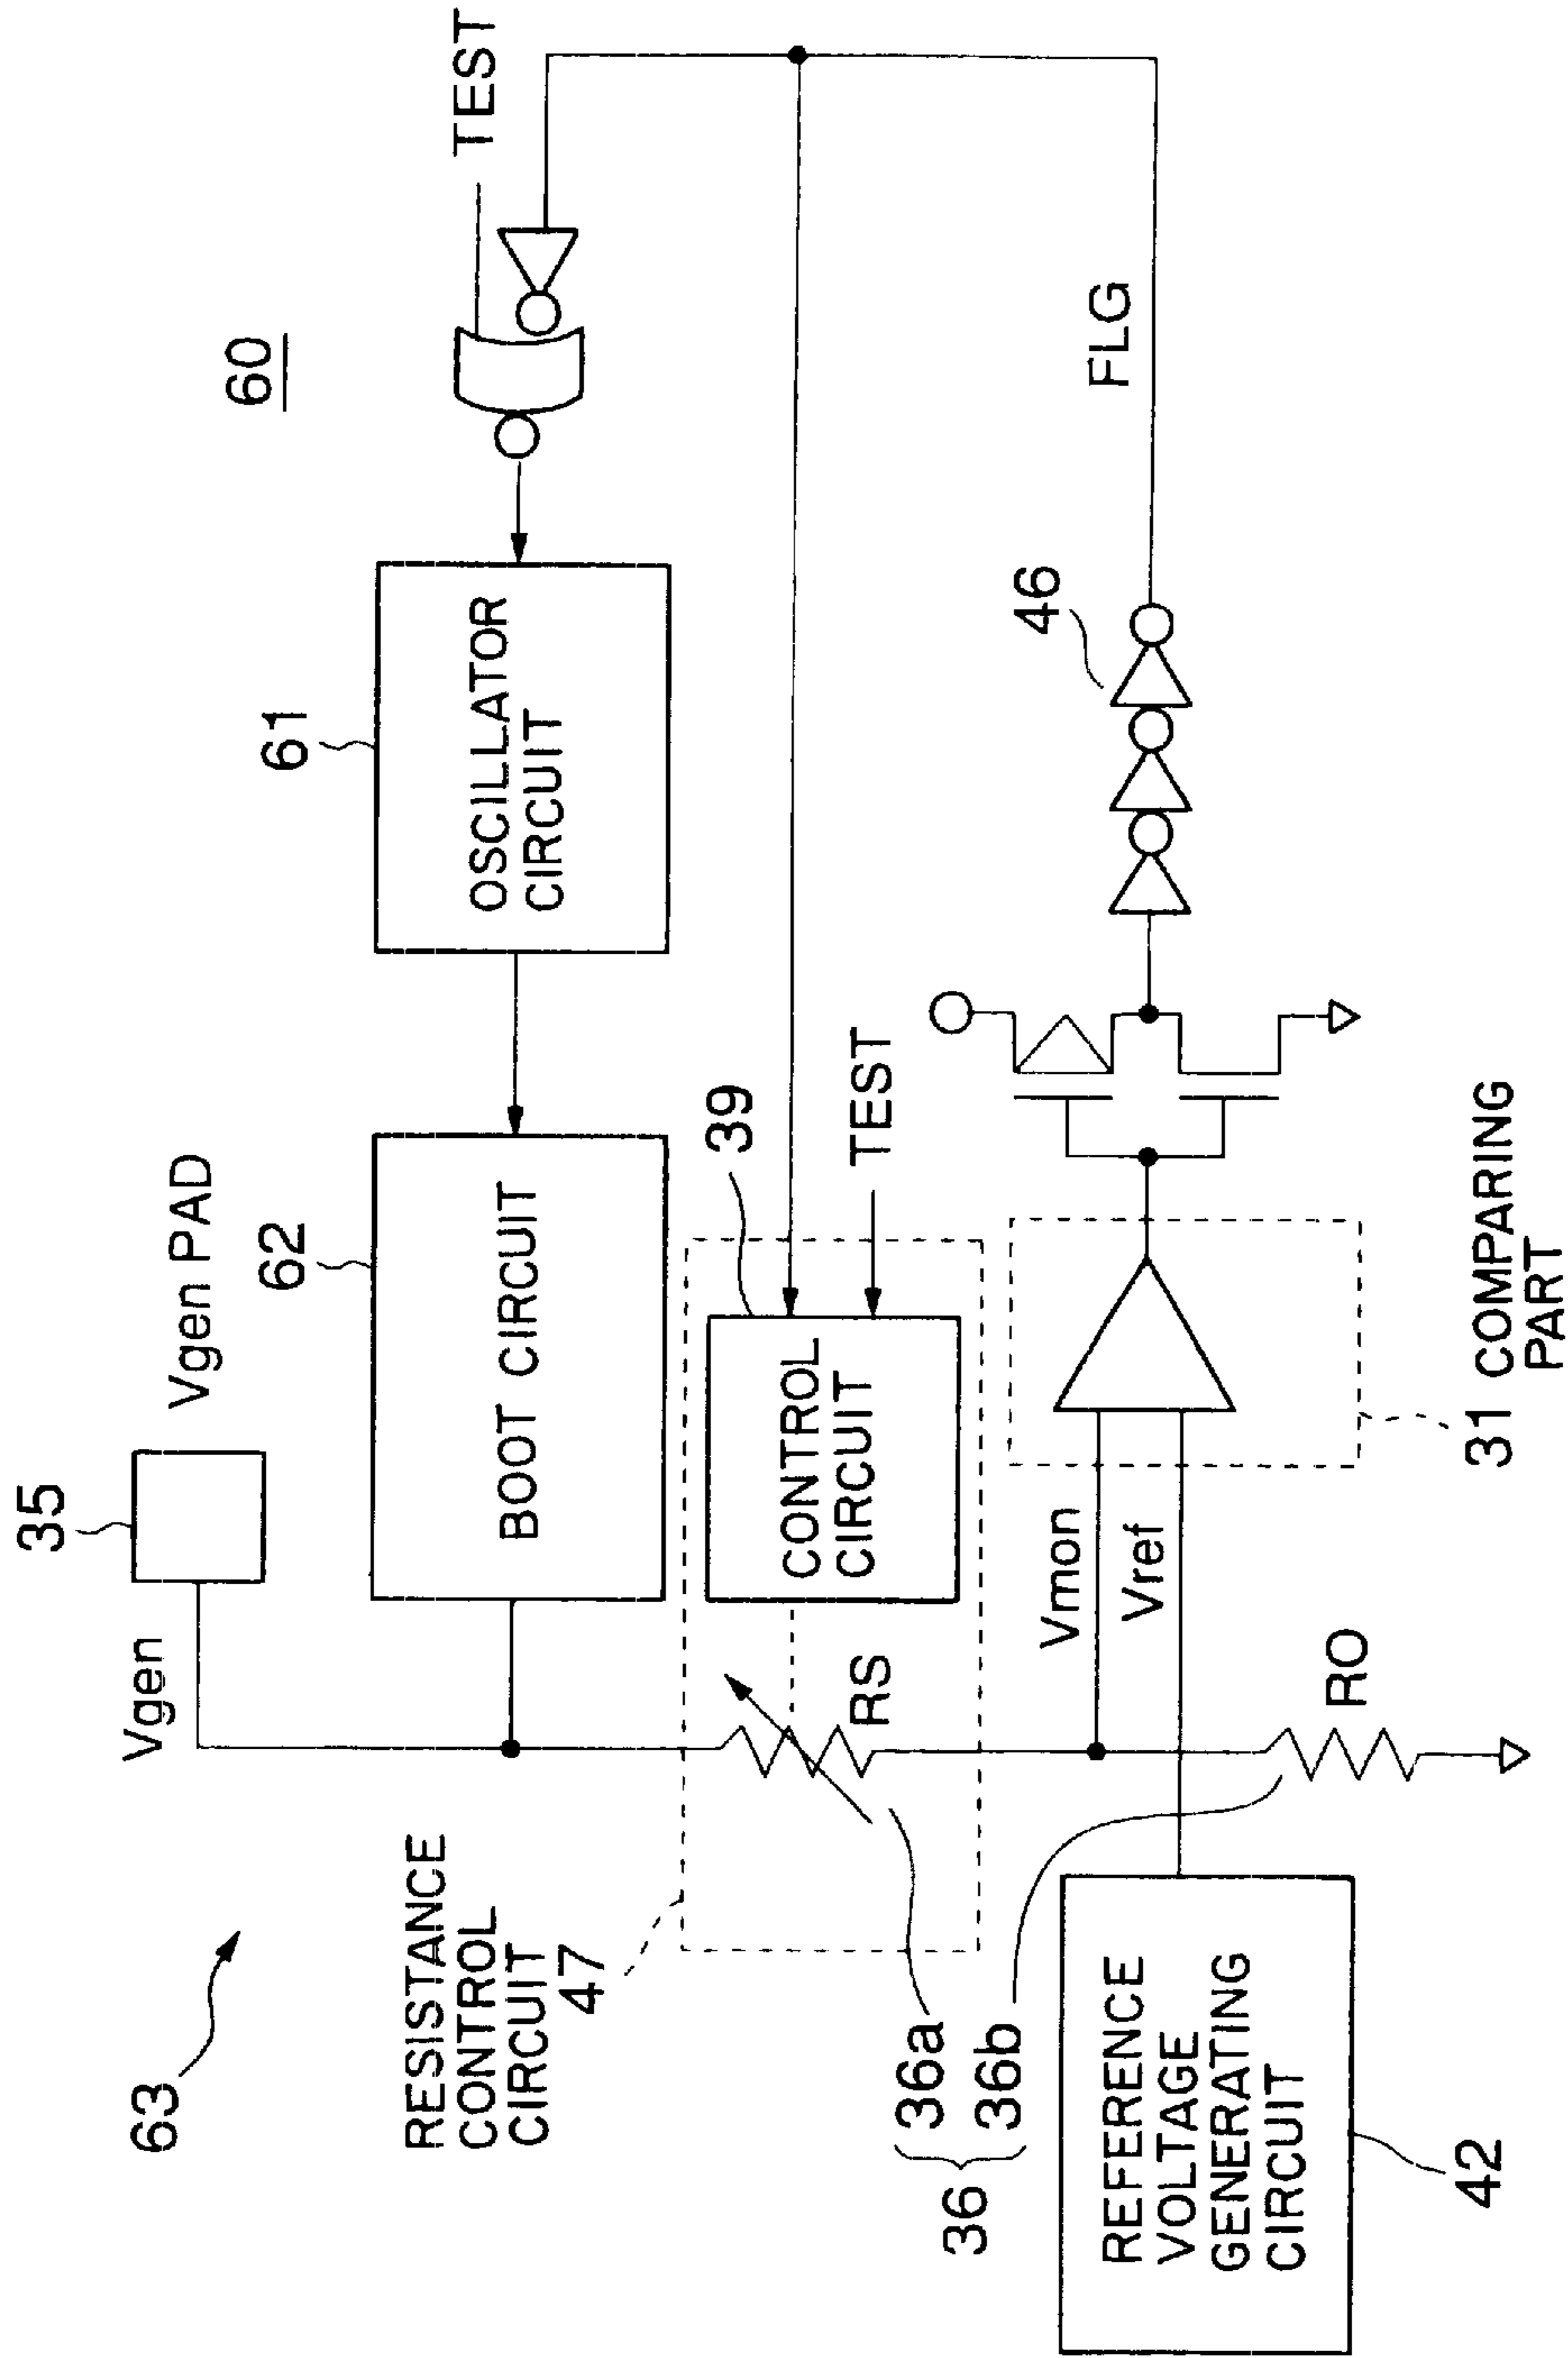 63
60
35
Vgen PAD
Vgen
62
BOOT CIRCUIT
61
OSCILLATOR
CIRCUIT
TEST
RESISTANCE
CONTROL
CIRCUIT
47
39
CONTROL
CIRCUIT
TEST
RS
36
36a
36b
Vmon
Vref
RO
REFERENCE
VOLTAGE
GENERATING
CIRCUIT
42
31 COMPARING
PART
46
FLG